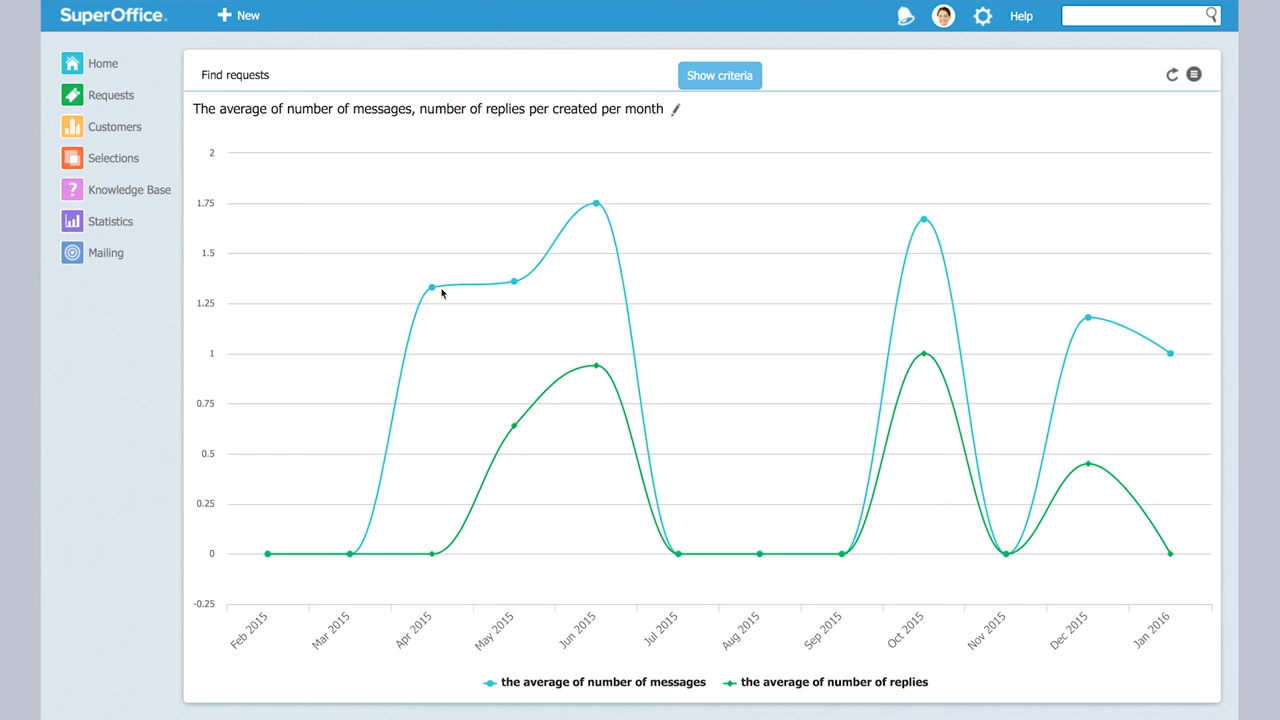 SuperOffice.
New
Help
Home
Requests
Customers
Selections
? Knowledge Base
Statistics
Mailing
Find requests
Show criteria
The average of number of messages, number of replies per created per month
2
1.75
1.5
1.25
1
0.75
0.5
0.25
0
-0.25
Feb 2015
Mar 2015
Apr 2015
May 2015
Jun 2015
Jul 2015
Aug 2015
Sep 2015
Oct 2015
Nov 2015
Dec 2015
Jan 2016
the average of number of messages
the average of number of replies